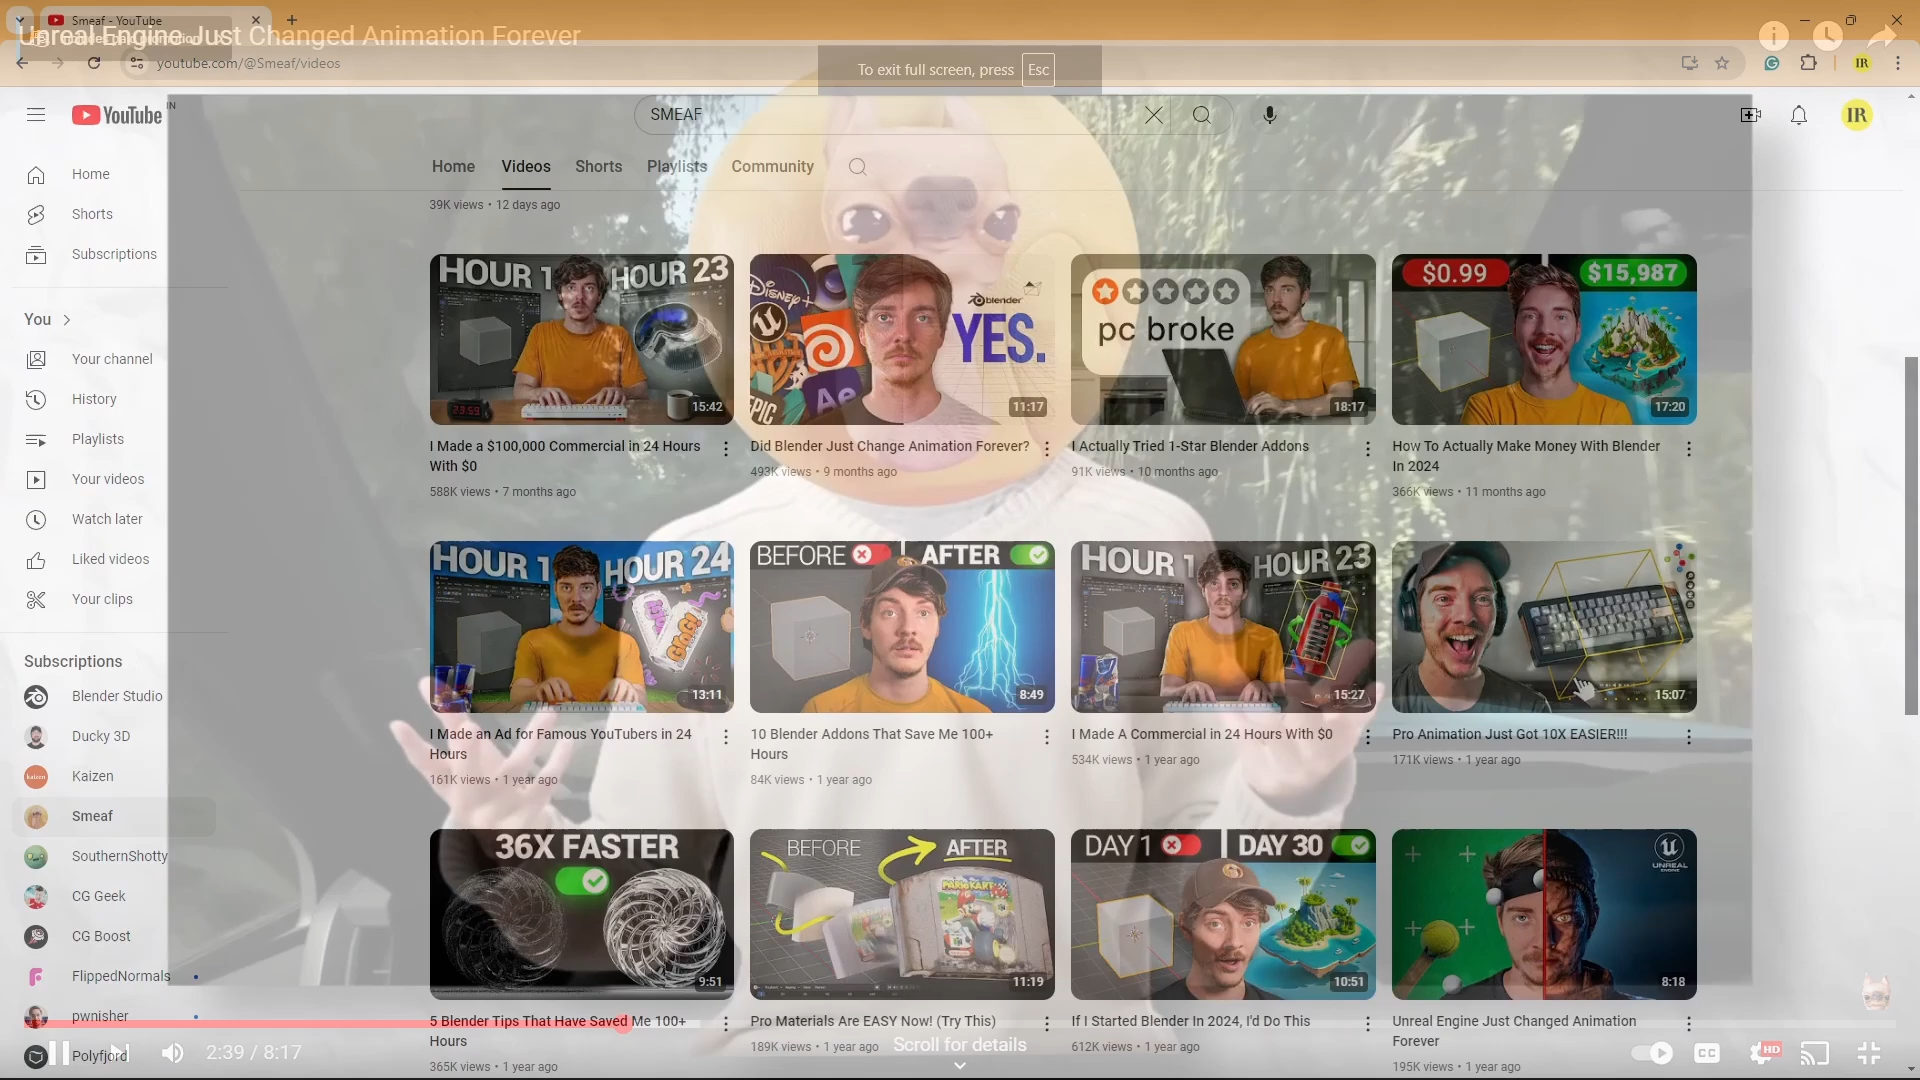 Smeaf - YouTube
Unreal Engine Just Changed Animation Forever
youtube.com/@Smeaf/videos
To exit full screen, press Esc
IR
YouTube IN
SMEAF
IR
Home
Shorts
Subscriptions
You
Your channel
History
Playlists
Your videos
Watch later
Liked videos
Your clips
Subscriptions
Blender Studio
Ducky 3D
Kaizen
Smeaf
SouthernShotty
CG Geek
CG Boost
FlippedNormals
pwnisher
Polyfjord
Home Videos Shorts Playlists Community
39K views • 12 days ago
HOUR 1 HOUR 23
23:59
15:42
I Made a $100,000 Commercial in 24 Hours
With $0
588K views • 7 months ago
Disney+
blender
YES.
Ae
EPIC
11:17
Did Blender Just Change Animation Forever?
493K views • 9 months ago
pc broke
18:17
I Actually Tried 1-Star Blender Addons
91K views • 10 months ago
$0.99 $15,987
17:20
How To Actually Make Money With Blender
In 2024
366K views • 11 months ago
HOUR 1 HOUR 24
13:11
I Made an Ad for Famous YouTubers in 24
Hours
161K views • 1 year ago
BEFORE AFTER
8:49
10 Blender Addons That Save Me 100+
Hours
84K views • 1 year ago
HOUR 1 HOUR 23
15:27
I Made A Commercial in 24 Hours With $0
534K views • 1 year ago
15:07
Pro Animation Just Got 10X EASIER!!!
171K views • 1 year ago
36X FASTER
9:51
5 Blender Tips That Have Saved Me 100+
Hours
365K views • 1 year ago
BEFORE AFTER
MARIOKART
11:19
Pro Materials Are EASY Now! (Try This)
189K views • 1 year ago
DAY 1 DAY 30
10:51
If I Started Blender In 2024, I'd Do This
612K views • 1 year ago
UNREAL
ENGINE
8:18
Unreal Engine Just Changed Animation
Forever
195K views • 1 year ago
2:39 / 8:17
Scroll for details
CC
HD